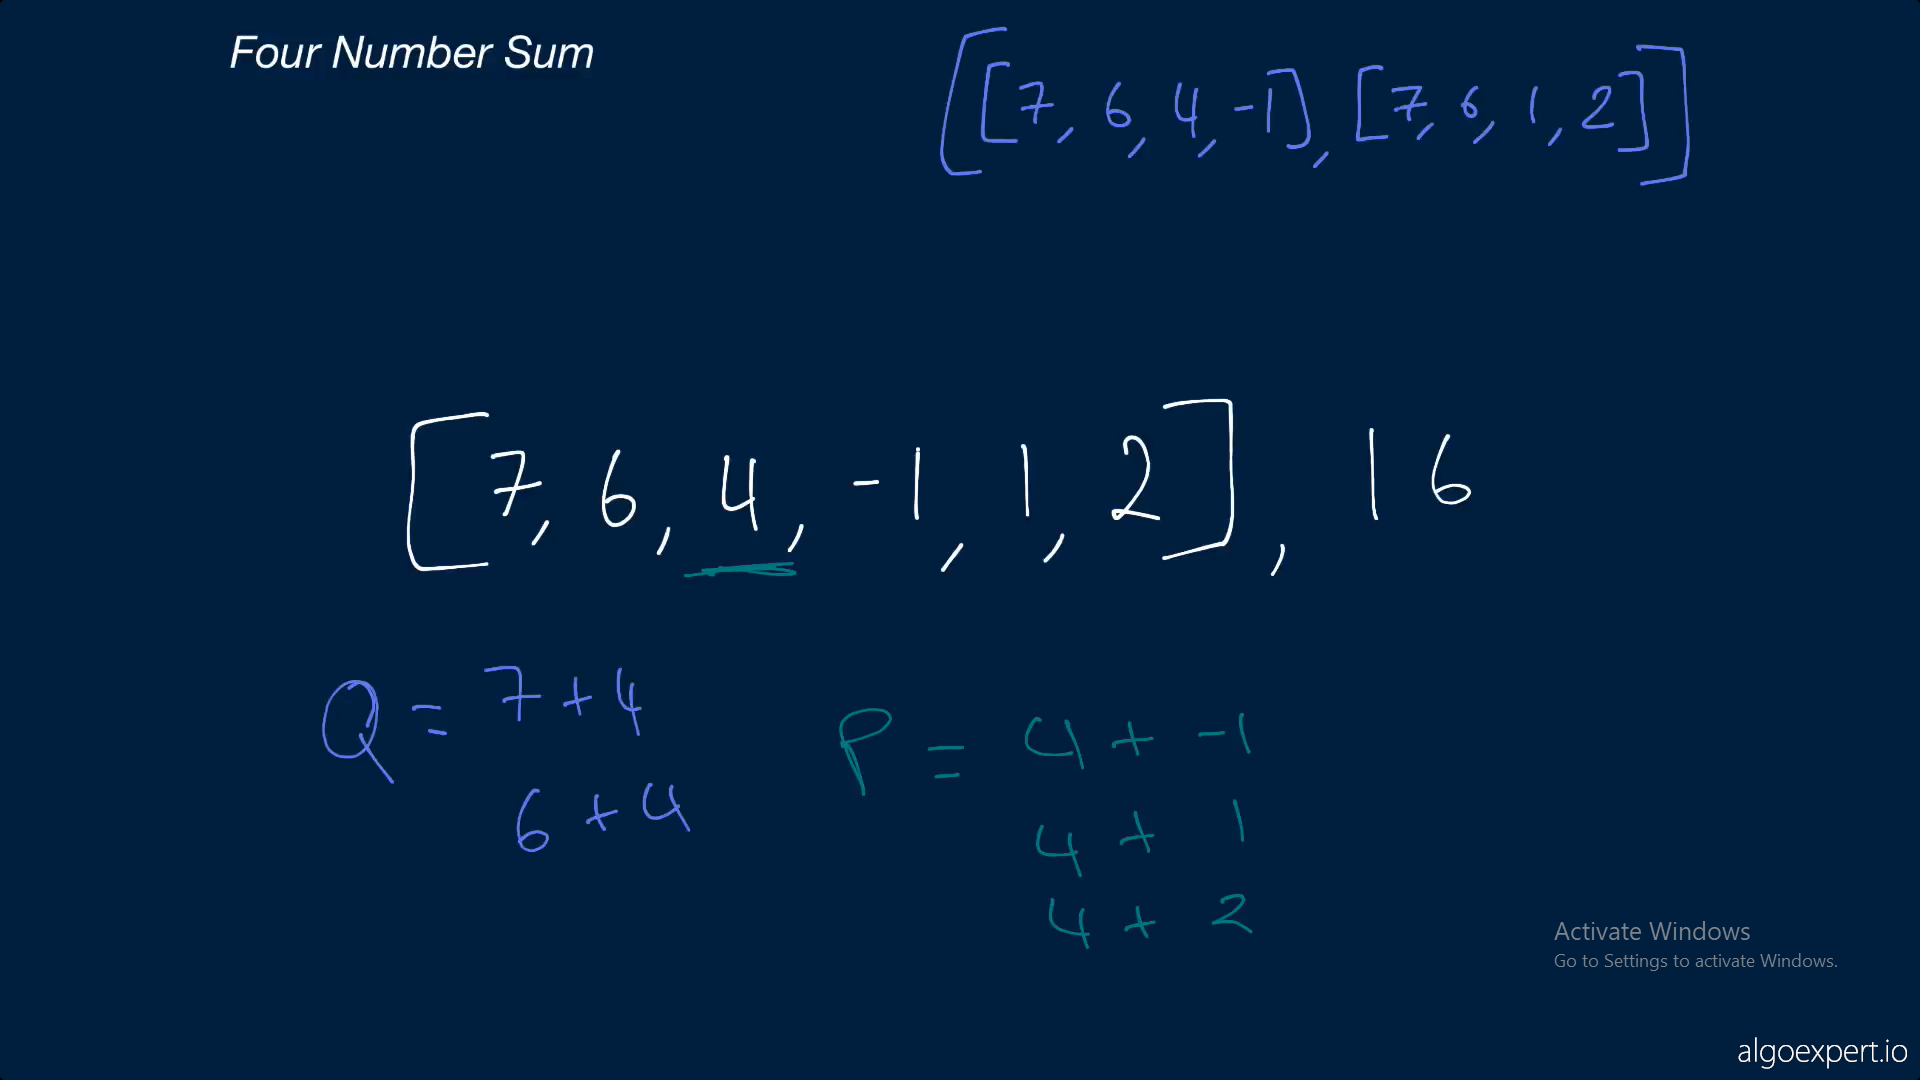 Four Number Sum
[[7, 6, 4, -1], [7, 6, 1, 2]]
[7, 6, 4, -1, 1, 2], 16
Q = 7 + 4
6 + 4
P = 4 + -1
4 + 1
4 + 2
Activate Windows
Go to Settings to activate Windows.
algoexpert.io